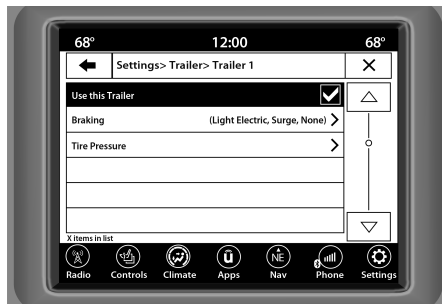 68° 12:00 68°
Settings> Trailer> Trailer 1
Use this Trailer
Braking (Light Electric, Surge, None)
Tire Pressure
X items in list
Radio Controls Climate Apps Nav Phone Settings
ü NE